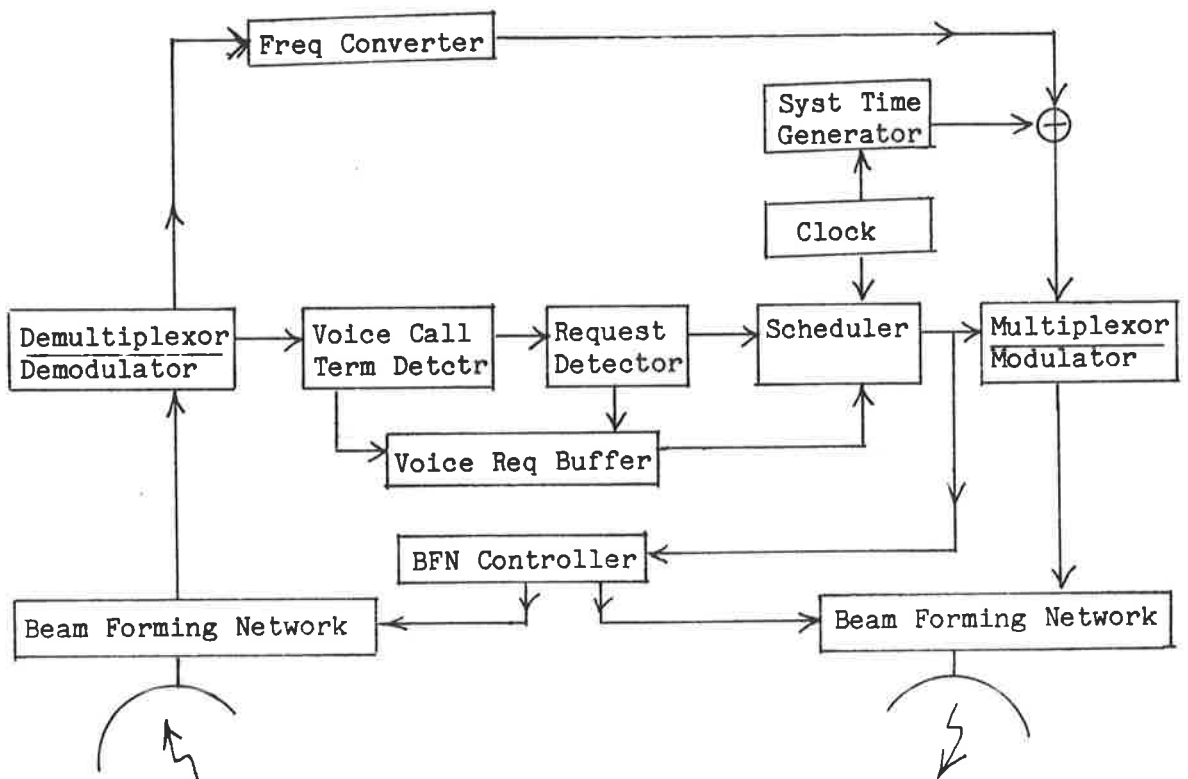 Freq Converter
Syst Time
Generator
Clock
Demultiplexor
Demodulator
Voice Call
Term Detctr
Request
Detector
Scheduler
Multiplexor
Modulator
Voice Req Buffer
BFN Controller
Beam Forming Network
Beam Forming Network